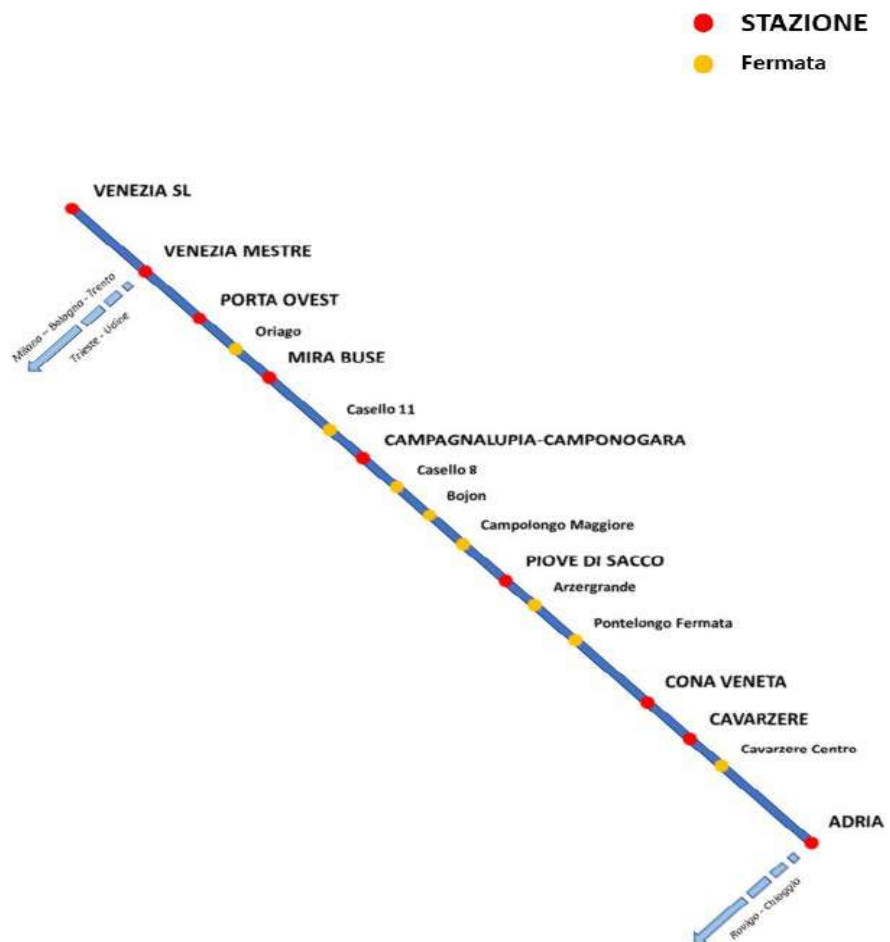 STAZIONE
Fermata
VENEZIA SL
VENEZIA MESTRE
Milano – Bologna - Trento
Trieste - Udine
PORTA OVEST
Oriago
MIRA BUSE
Casello 11
CAMPAGNALUPIA-CAMPONOGARA
Casello 8
Bojon
Campolongo Maggiore
PIOVE DI SACCO
Arzergrande
Pontelongo Fermata
CONA VENETA
CAVARZERE
Cavarzere Centro
ADRIA
Rovigo - Chioggia